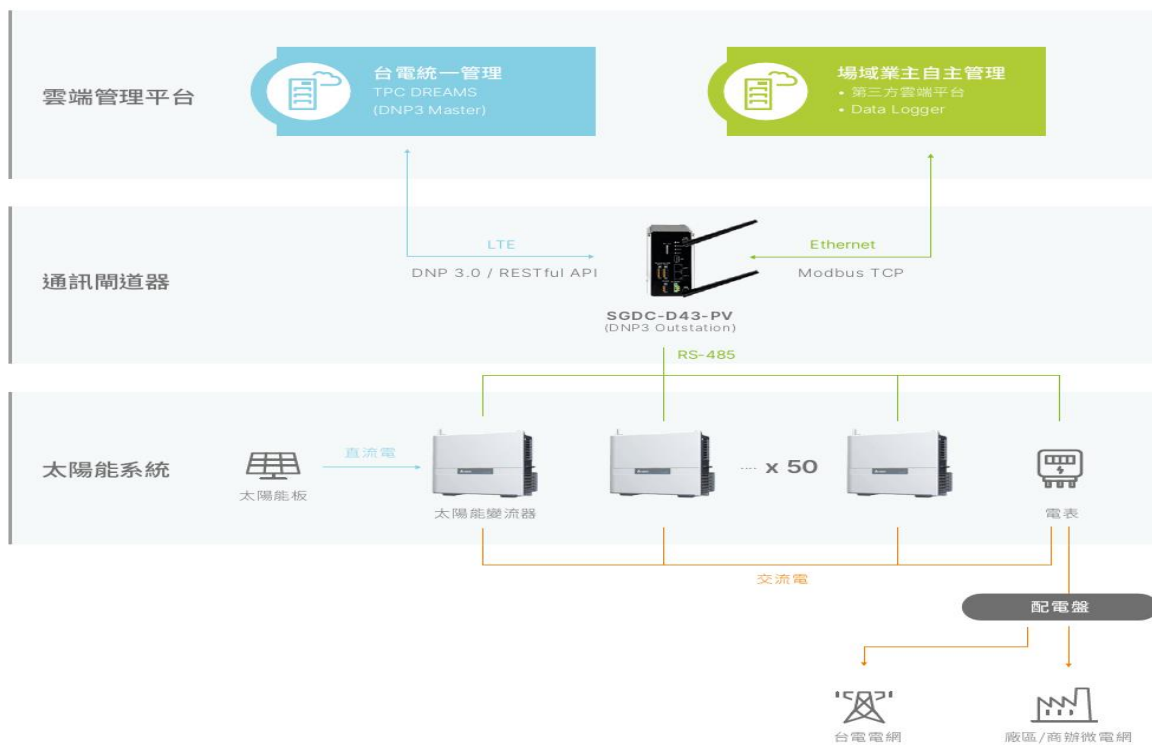 雲端管理平台
台電統一管理
TPC DREAMS
(DNP3 Master)
場域業主自主管理
• 第三方雲端平台
• Data Logger
通訊閘道器
LTE
DNP 3.0 / RESTful API
Ethernet
Modbus TCP
SGDC-D43-PV
(DNP3 Outstation)
RS-485
太陽能系統
太陽能板
直流電
太陽能變流器
···· x 50
電表
交流電
配電盤
台電電網
廠區/商辦微電網